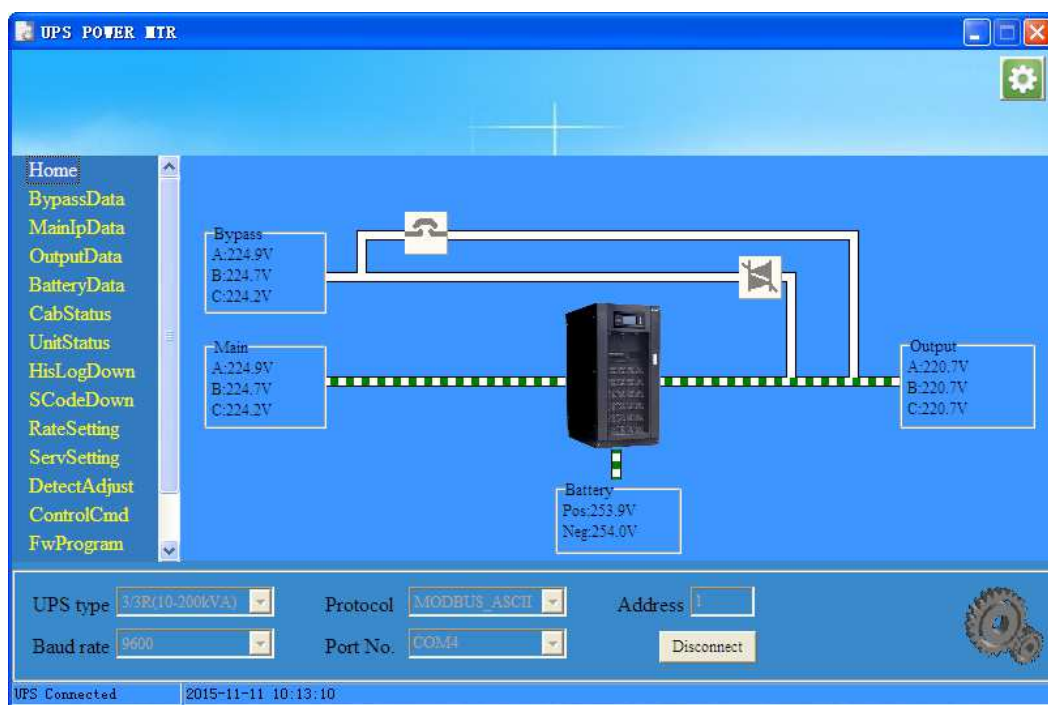 UPS POWER MTR
Home
BypassData
MainIpData
OutputData
BatteryData
CabStatus
UnitStatus
HisLogDown
SCodeDown
RateSetting
ServSetting
DetectAdjust
ControlCmd
FwProgram
Bypass
A:224.9V
B:224.7V
C:224.2V
Main
A:224.9V
B:224.7V
C:224.2V
Output
A:220.7V
B:220.7V
C:220.7V
Battery
Pos:253.9V
Neg:254.0V
UPS type 3/3R(10-200kVA) Protocol MODBUS_ASCII Address 1
Baud rate 9600 Port No. COM4 Disconnect
UPS Connected 2015-11-11 10:13:10